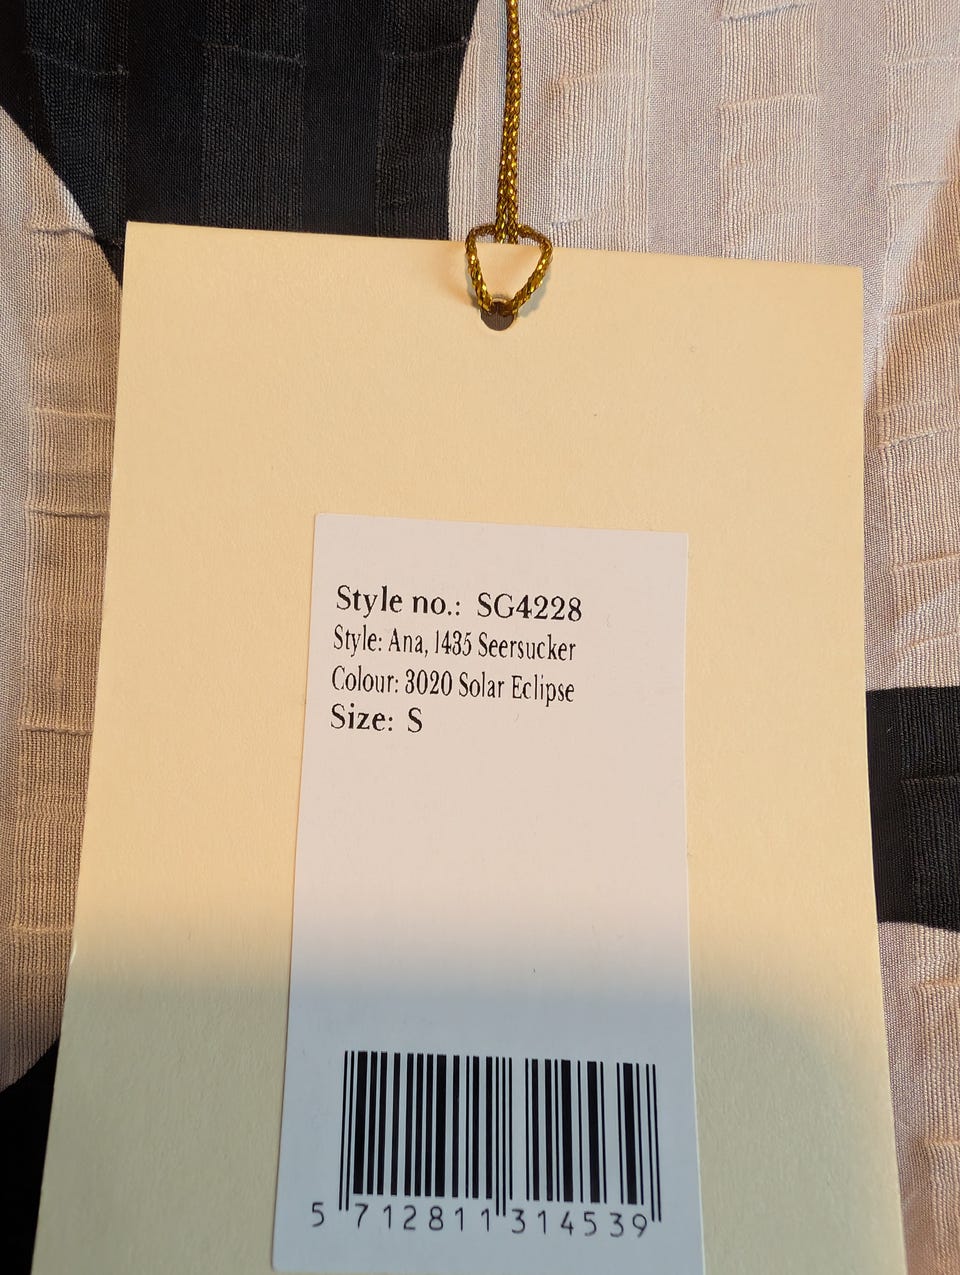 Style no.: SG4228
Style: Ana, 1435 Seersucker
Colour: 3020 Solar Eclipse
Size: S
5 712811 314539